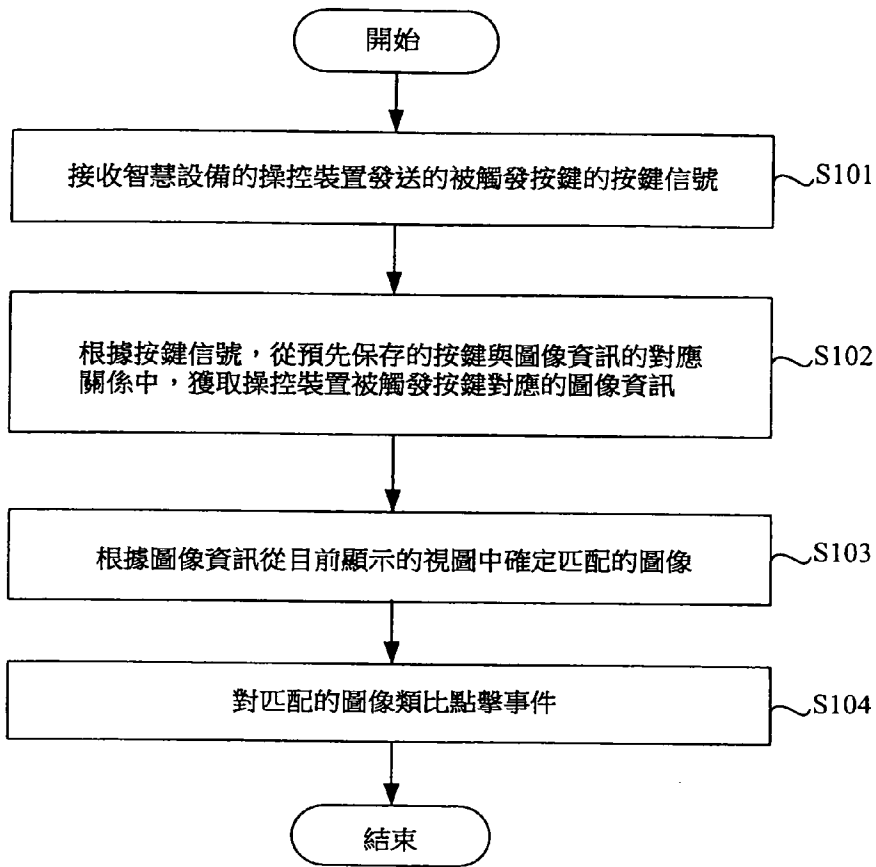 開始
接收智慧設備的操控裝置發送的被觸發按鍵的按鍵信號
S101
根據按鍵信號，從預先保存的按鍵與圖像資訊的對應
關係中，獲取操控裝置被觸發按鍵對應的圖像資訊
S102
根據圖像資訊從目前顯示的視圖中確定匹配的圖像
S103
對匹配的圖像類比點擊事件
S104
結束